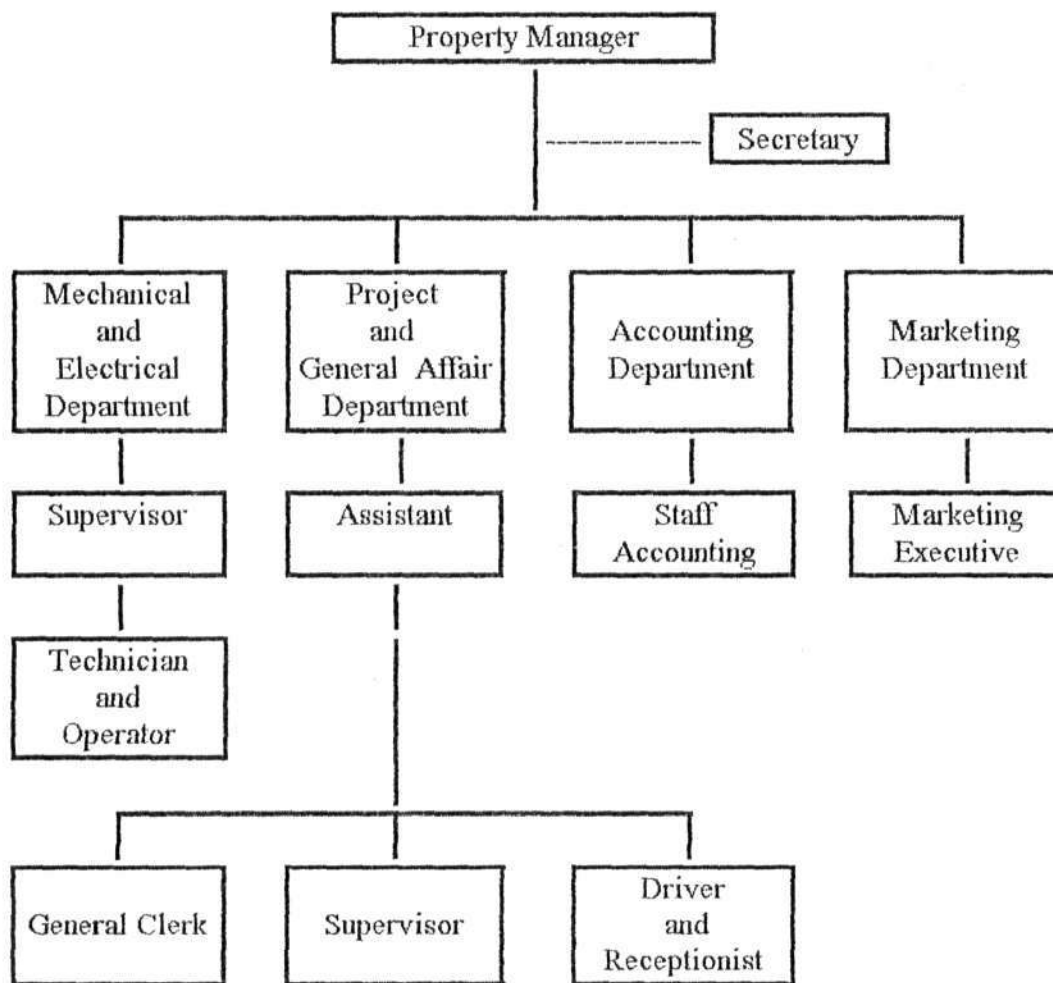 Property Manager
Secretary
Mechanical
and
Electrical
Department
Project
and
General Affair
Department
Accounting
Department
Marketing
Department
Supervisor
Assistant
Staff
Accounting
Marketing
Executive
Technician
and
Operator
General Clerk
Supervisor
Driver
and
Receptionist